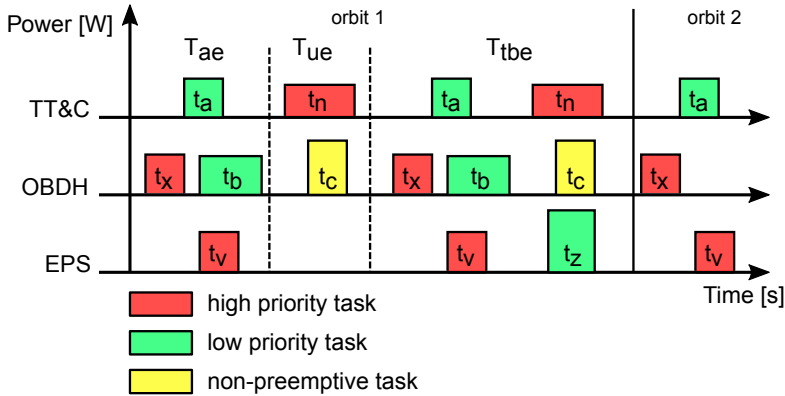 orbit 1
orbit 2
Power [W]
Tae
Tue
Ttbe
TT&C
ta
tn
ta
tn
ta
OBDH
tx
tb
tc
tx
tb
tc
tx
EPS
tv
tv
tz
tv
Time [s]
high priority task
low priority task
non-preemptive task